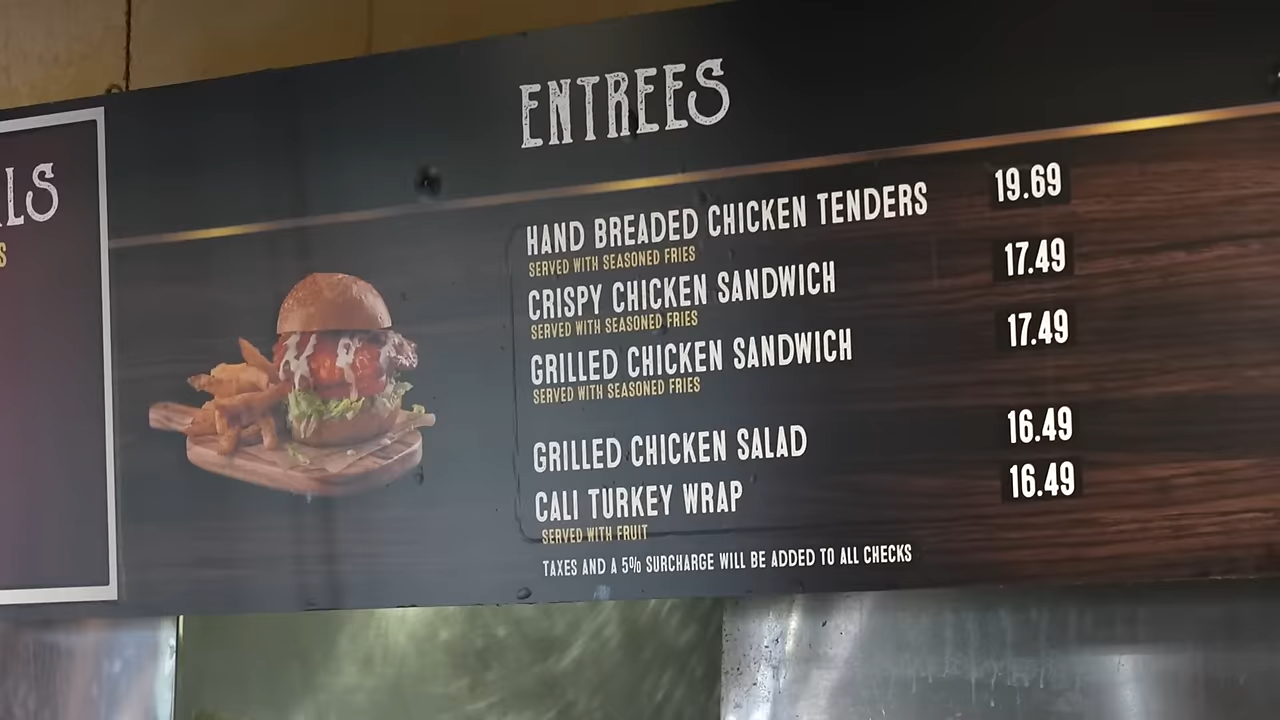 ENTREES
HAND BREADED CHICKEN TENDERS 19.69
SERVED WITH SEASONED FRIES
CRISPY CHICKEN SANDWICH 17.49
SERVED WITH SEASONED FRIES
GRILLED CHICKEN SANDWICH 17.49
SERVED WITH SEASONED FRIES
GRILLED CHICKEN SALAD 16.49
CALI TURKEY WRAP 16.49
SERVED WITH FRUIT
TAXES AND A 5% SURCHARGE WILL BE ADDED TO ALL CHECKS